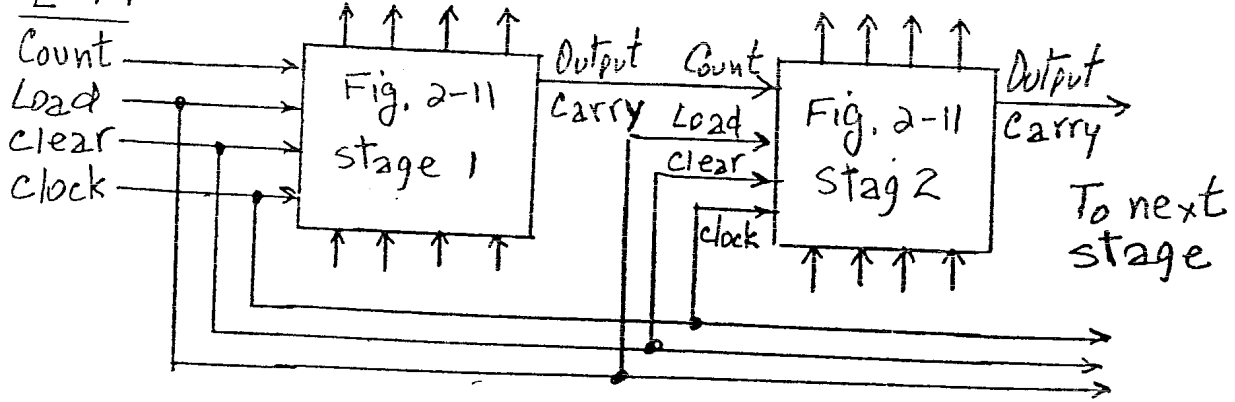 Count
Load
Clear
Clock
Fig. 2-11
stage 1
Output
Carry
Count
Load
Clear
Clock
Fig. 2-11
Stag 2
Output
Carry
To next
stage